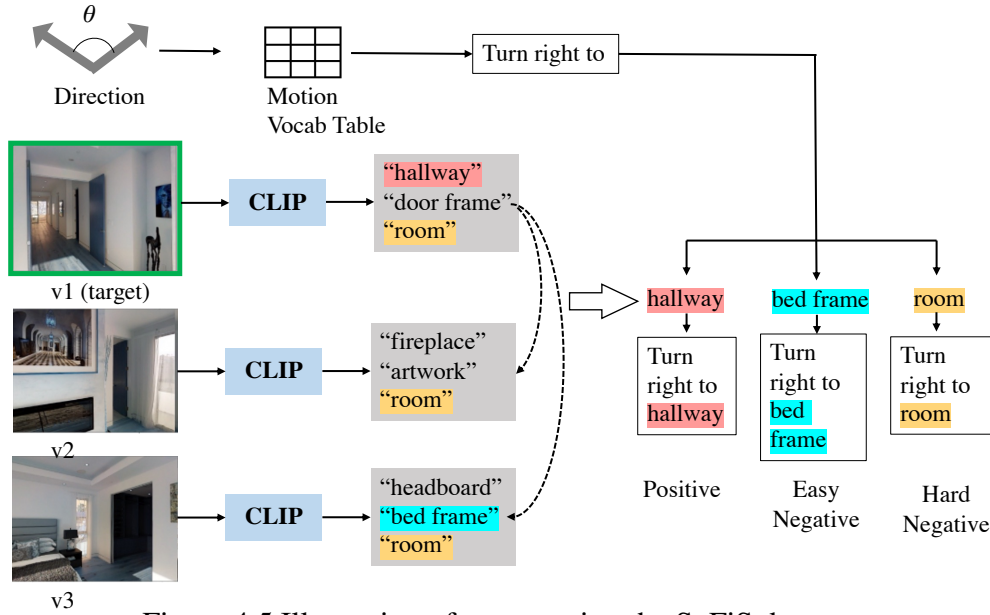 θ
Direction
Motion
Vocab Table
Turn right to
v1 (target)
CLIP
“hallway”
“door frame”
“room”
v2
CLIP
“fireplace”
“artwork”
“room”
v3
CLIP
“headboard”
“bed frame”
“room”
hallway
bed frame
room
Turn
right to
hallway
Turn
right to
bed
frame
Turn
right to
room
Positive
Easy
Negative
Hard
Negative